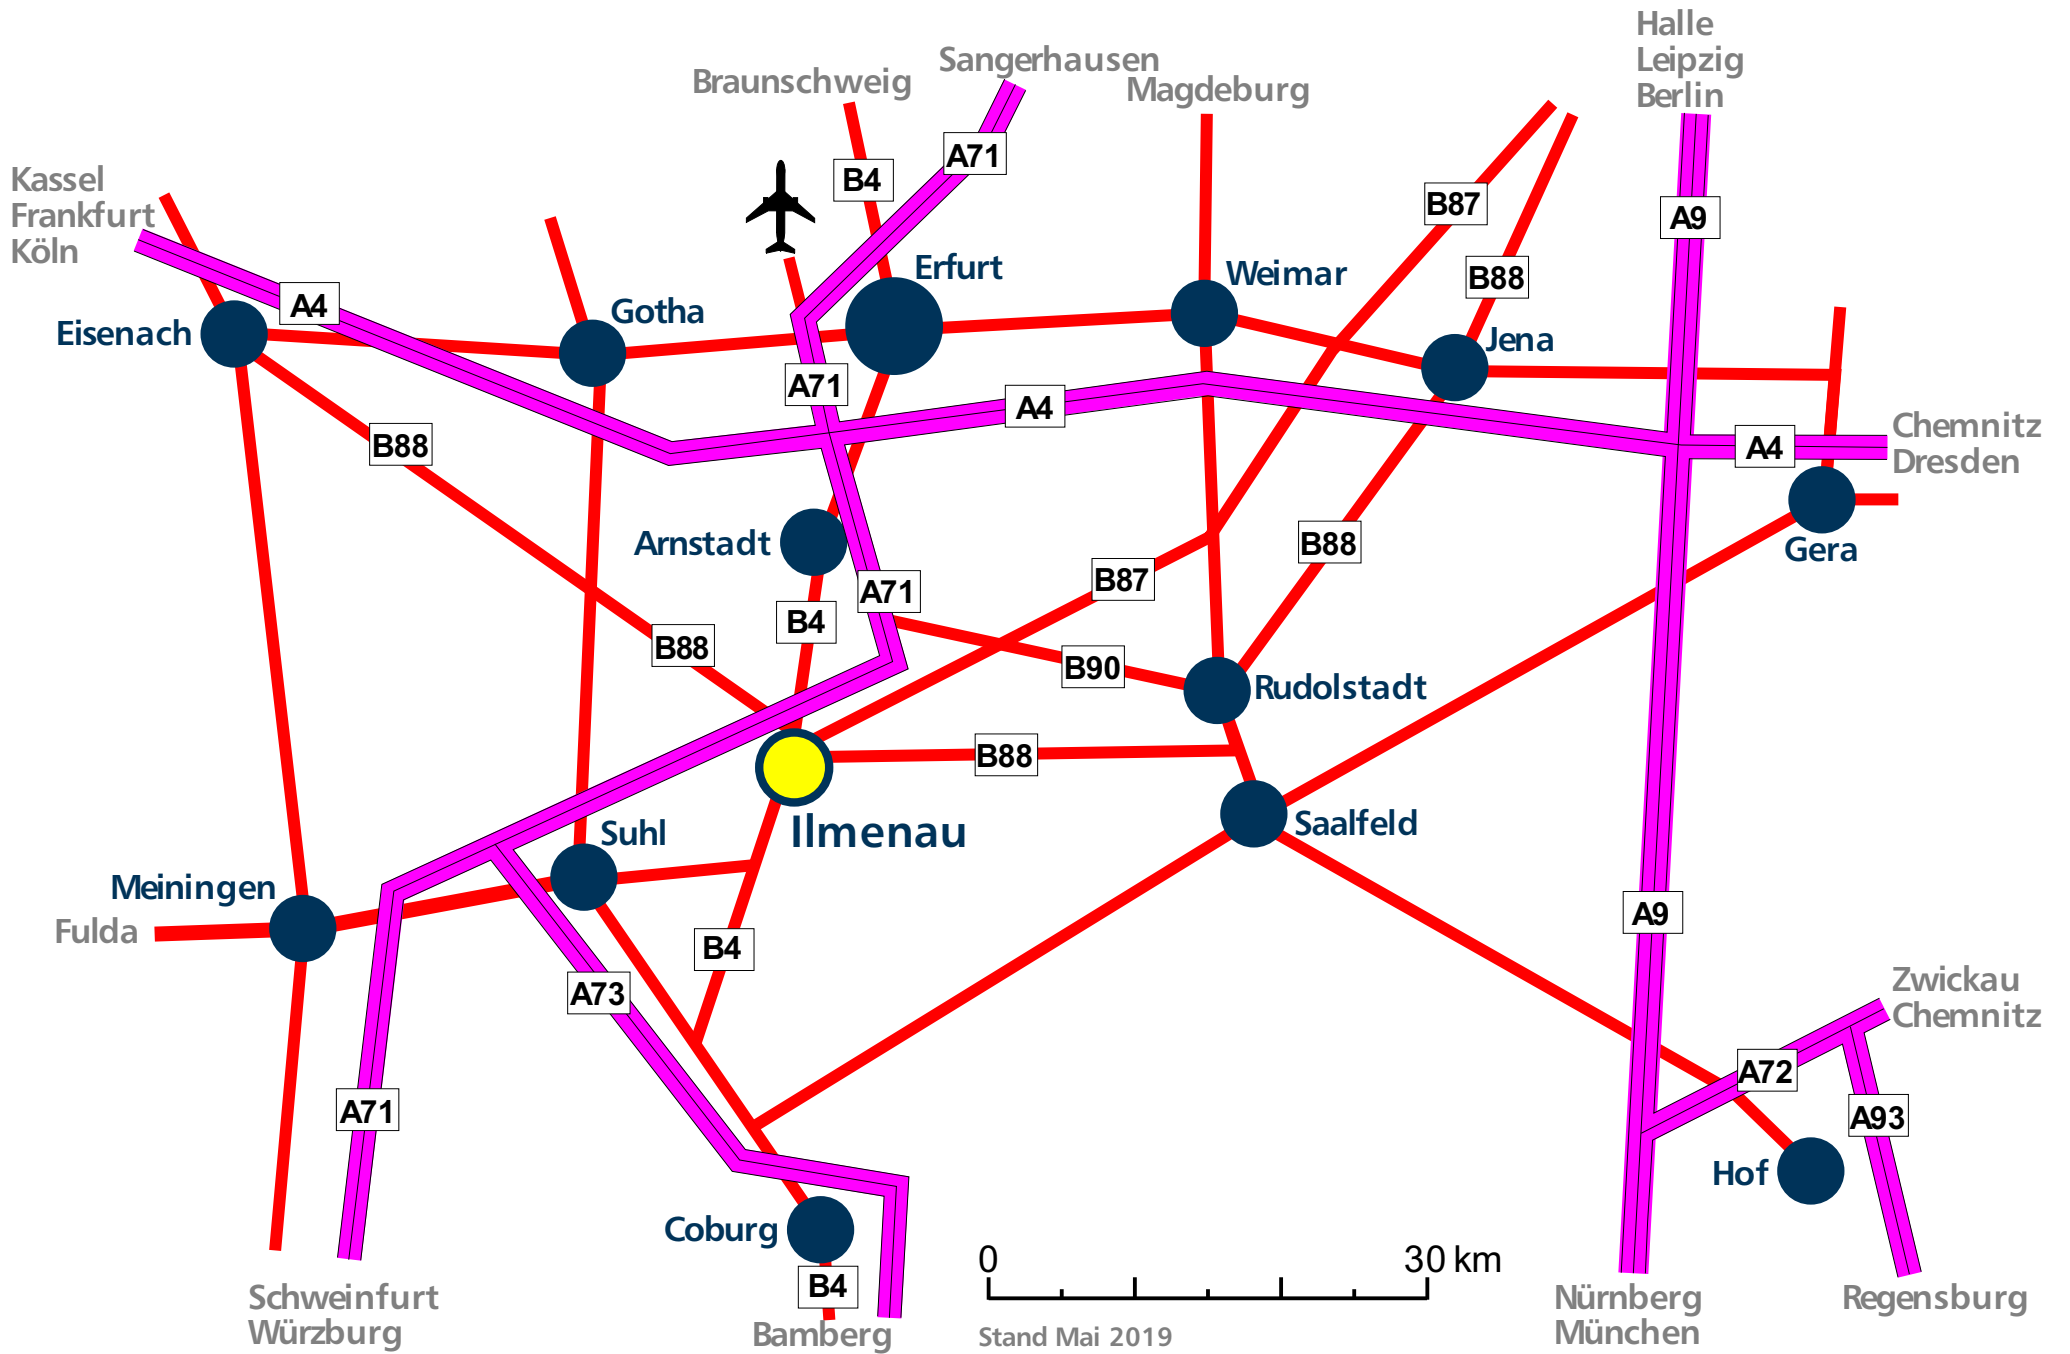 Halle
Leipzig
Berlin
Sangerhausen
Braunschweig
Magdeburg
A71
B4
Kassel
Frankfurt
Köln
B87
A9
Erfurt
Weimar
B88
A4
Gotha
Eisenach
Jena
A71
A4
Chemnitz
Dresden
B88
A4
Arnstadt
B88
Gera
B87
A71
B4
B88
B90
Rudolstadt
B88
Ilmenau
Suhl
Saalfeld
Meiningen
Fulda
A9
B4
A73
Zwickau
Chemnitz
A72
A71
A93
Hof
Coburg
0
30 km
B4
Schweinfurt
Würzburg
Bamberg
Stand Mai 2019
Nürnberg
München
Regensburg